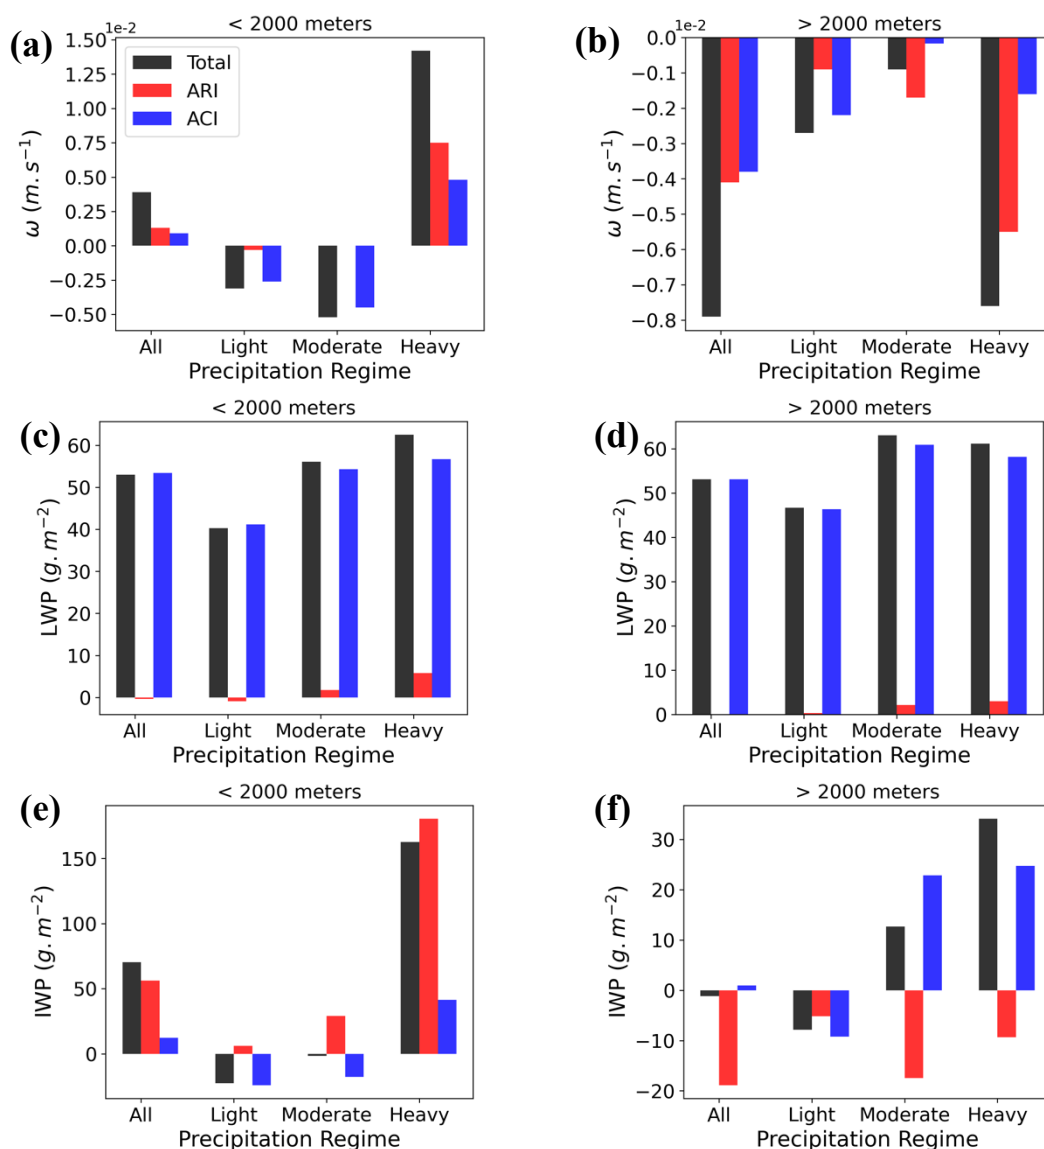 (a)
< 2000 meters
1e−2
1.50
1.25
1.00
0.75
0.50
0.25
0.00
−0.25
−0.50
ω (m.s⁻¹)
Total
ARI
ACI
All Light Moderate Heavy
Precipitation Regime
(b)
> 2000 meters
1e−2
0.0
−0.1
−0.2
−0.3
−0.4
−0.5
−0.6
−0.7
−0.8
ω (m.s⁻¹)
All Light Moderate Heavy
Precipitation Regime
(c)
< 2000 meters
60
50
40
30
20
10
0
LWP (g.m⁻²)
All Light Moderate Heavy
Precipitation Regime
(d)
> 2000 meters
60
50
40
30
20
10
0
LWP (g.m⁻²)
All Light Moderate Heavy
Precipitation Regime
(e)
< 2000 meters
150
100
50
0
IWP (g.m⁻²)
All Light Moderate Heavy
Precipitation Regime
(f)
> 2000 meters
30
20
10
0
−10
−20
IWP (g.m⁻²)
All Light Moderate Heavy
Precipitation Regime